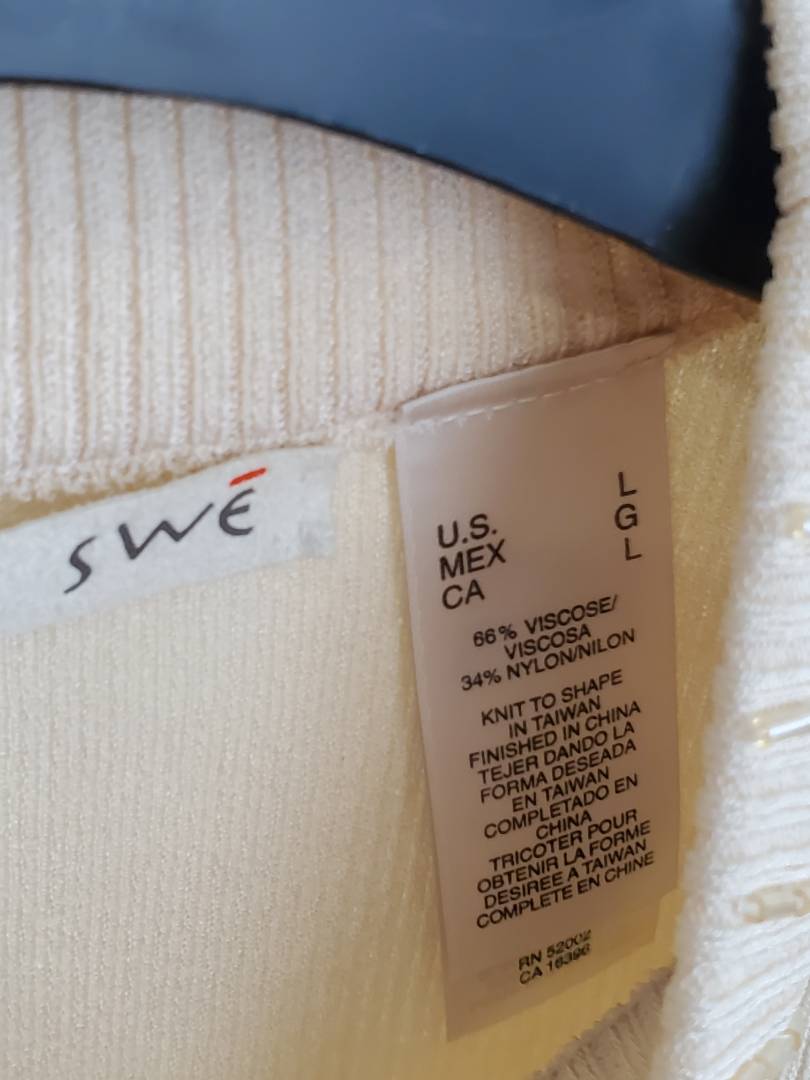 SWĒ
U.S. L
MEX G
CA L
66% VISCOSE/
VISCOSA
34% NYLON/NILON
KNIT TO SHAPE
IN TAIWAN
FINISHED IN CHINA
TEJER DANDO LA
FORMA DESEADA
EN TAIWAN
COMPLETADO EN
CHINA
TRICOTER POUR
OBTENIR LA FORME
DESIREE A TAIWAN
COMPLETE EN CHINE
RN 52002
CA